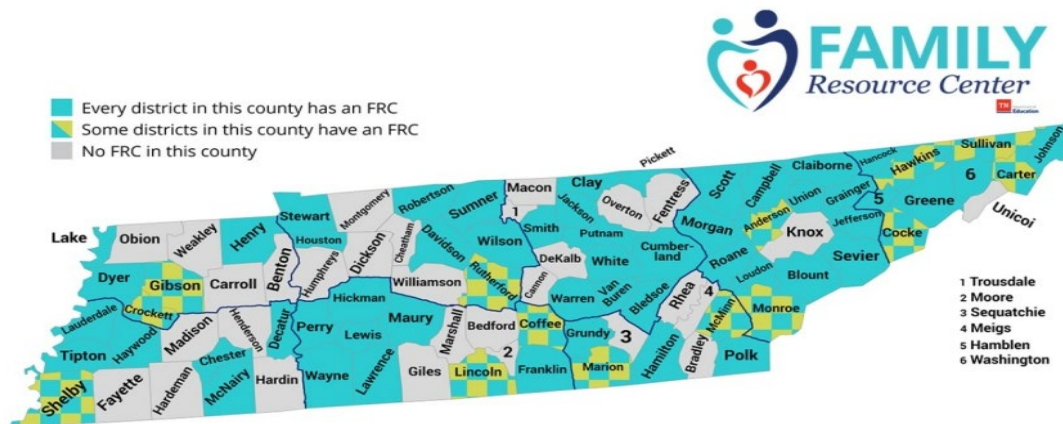 FAMILY
Resource Center
TN
Education
Every district in this county has an FRC
Some districts in this county have an FRC
No FRC in this county
Pickett
Lake
Obion
Weakley
Henry
Stewart
Houston
Montgomery
Robertson
Sumner
Macon
1
Clay
Jackson
Overton
Fentress
Scott
Campbell
Claiborne
Union
Grainger
Hancock
Hawkins
Sullivan
Carter
Johnson
6
5
Greene
Unicoi
Dyer
Gibson
Carroll
Benton
Humphreys
Dickson
Cheatham
Davidson
Wilson
Smith
Putnam
Cumber-
land
Morgan
Anderson
Knox
Jefferson
Cocke
Sevier
Crockett
Lauderdale
Haywood
Madison
Henderson
Decatur
Perry
Hickman
Williamson
Rutherford
Cannon
DeKalb
White
Warren
Van
Buren
Bledsoe
Rhea
4
Roane
Loudon
Blount
Monroe
McMinn
Tipton
Shelby
Fayette
Hardeman
Chester
McNairy
Hardin
Wayne
Lewis
Lawrence
Maury
Marshall
Giles
Bedford
2
Lincoln
Coffee
Franklin
Grundy
3
Marion
Hamilton
Bradley
Polk
1 Trousdale
2 Moore
3 Sequatchie
4 Meigs
5 Hamblen
6 Washington